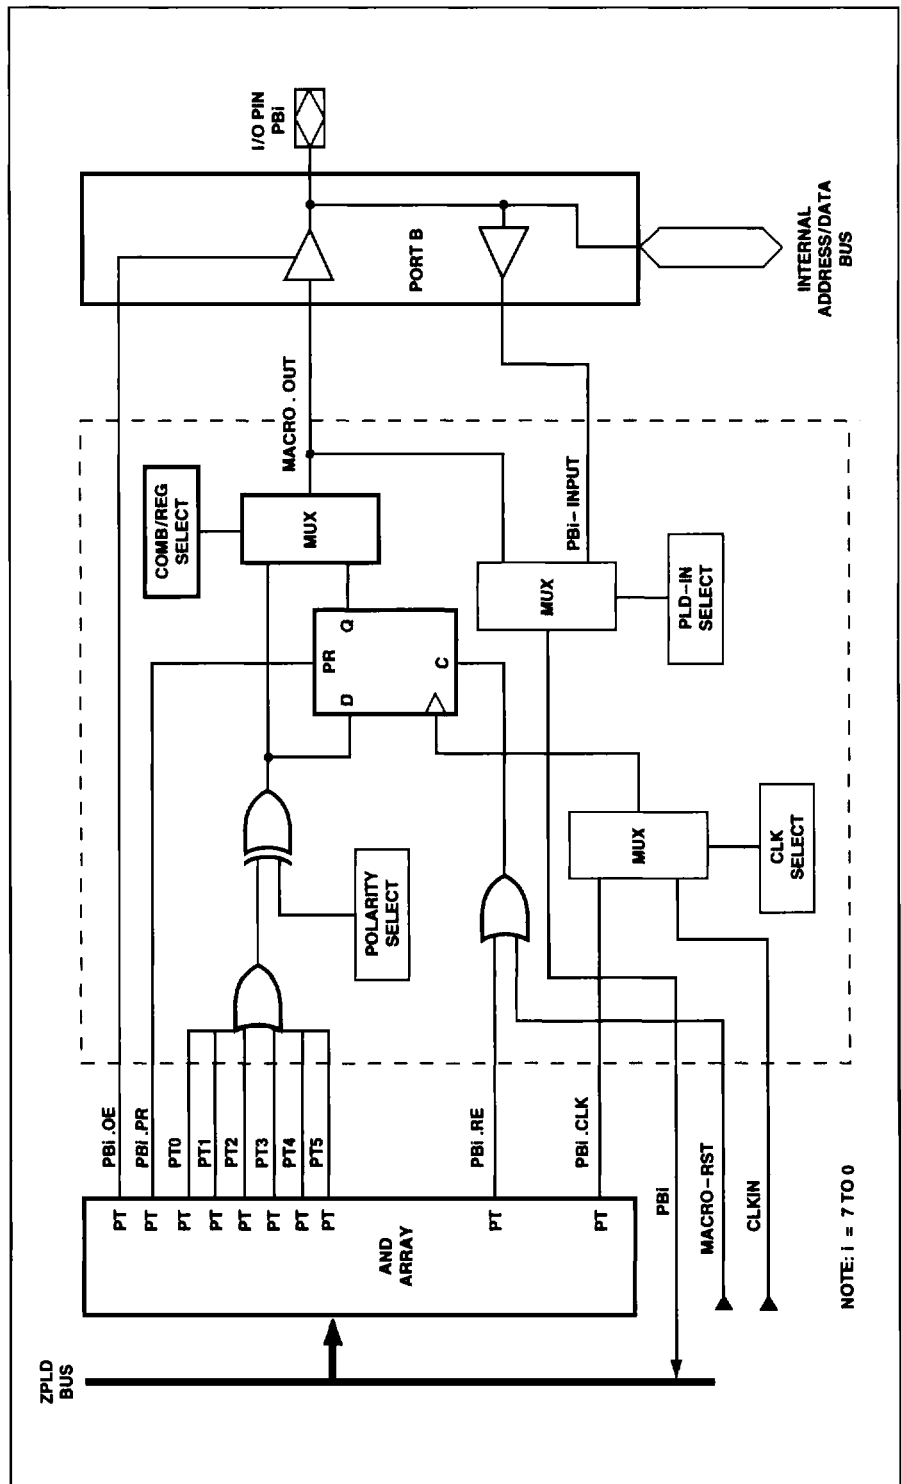 ZPLD
BUS
AND
ARRAY
PT
PT
PT
PT
PT
PT
PT
PT
PT
PT
PBi .OE
PBi .PR
PT0
PT1
PT2
PT3
PT4
PT5
PBi .RE
PBi .CLK
PBi
MACRO–RST
CLKIN
NOTE: i = 7 TO 0
POLARITY
SELECT
MUX
CLK
SELECT
D
PR
Q
C
COMB/REG
SELECT
MUX
MUX
PLD–IN
SELECT
MACRO . OUT
PBi– INPUT
PORT B
I/O PIN
PBi
INTERNAL
ADDRESS/DATA
BUS